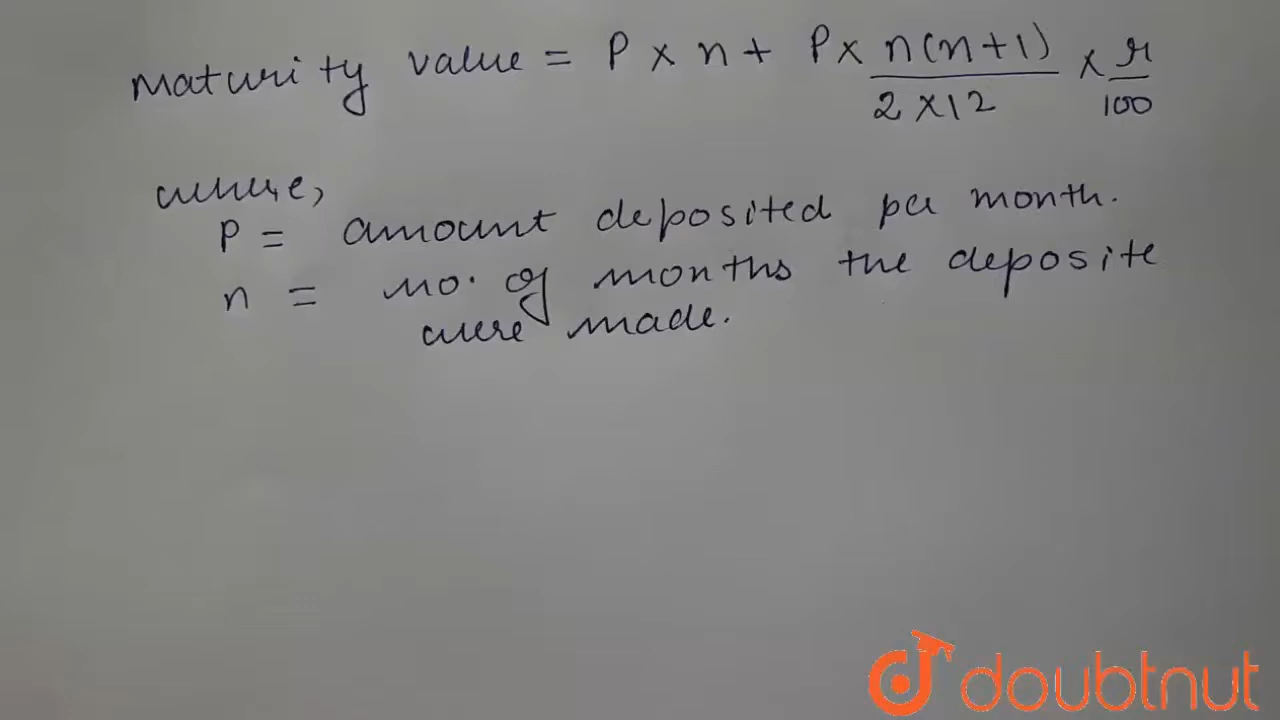 Maturity value = P × n + P × n(n+1)/2×12 × r/100
where,
P = amount deposited per month.
n = no. of months the deposite
were made.
doubtnut